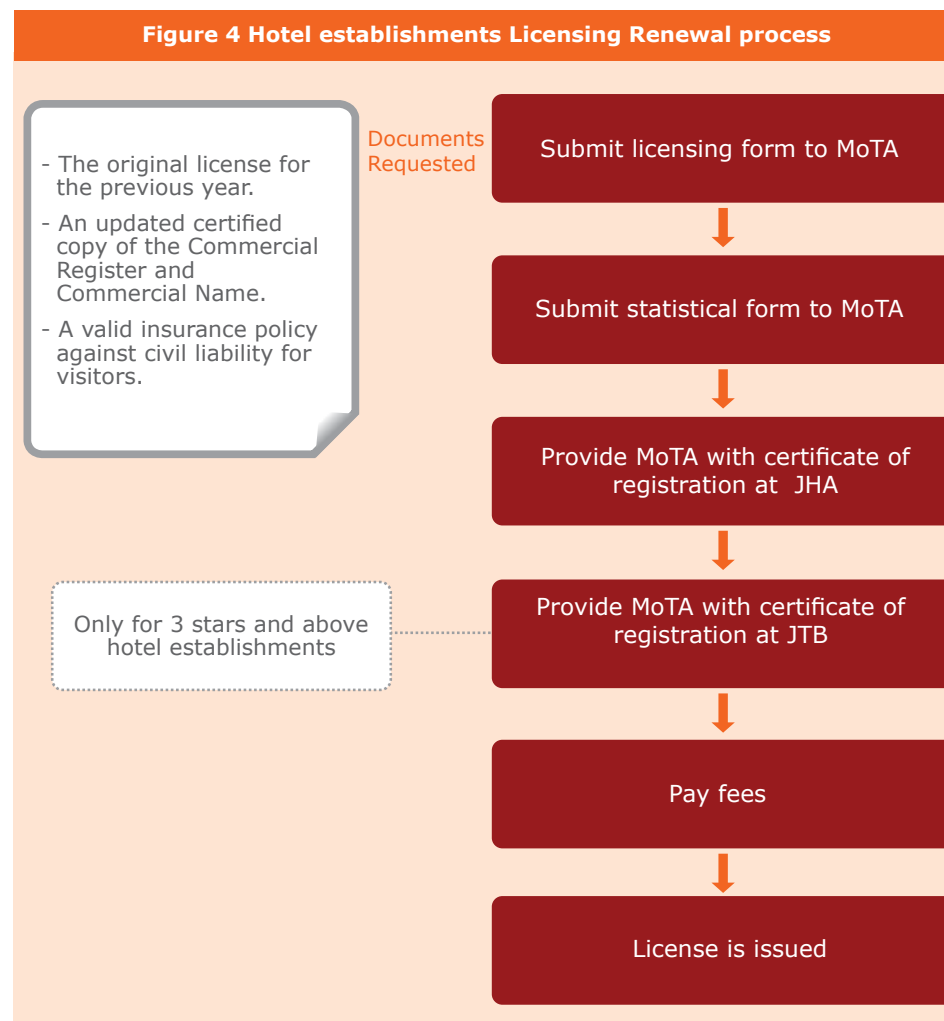 Figure 4 Hotel establishments Licensing Renewal process
- The original license for
the previous year.
- An updated certified
copy of the Commercial
Register and
Commercial Name.
- A valid insurance policy
against civil liability for
visitors.
Documents
Requested
Submit licensing form to MoTA
Submit statistical form to MoTA
Provide MoTA with certificate of
registration at JHA
Only for 3 stars and above
hotel establishments
Provide MoTA with certificate of
registration at JTB
Pay fees
License is issued